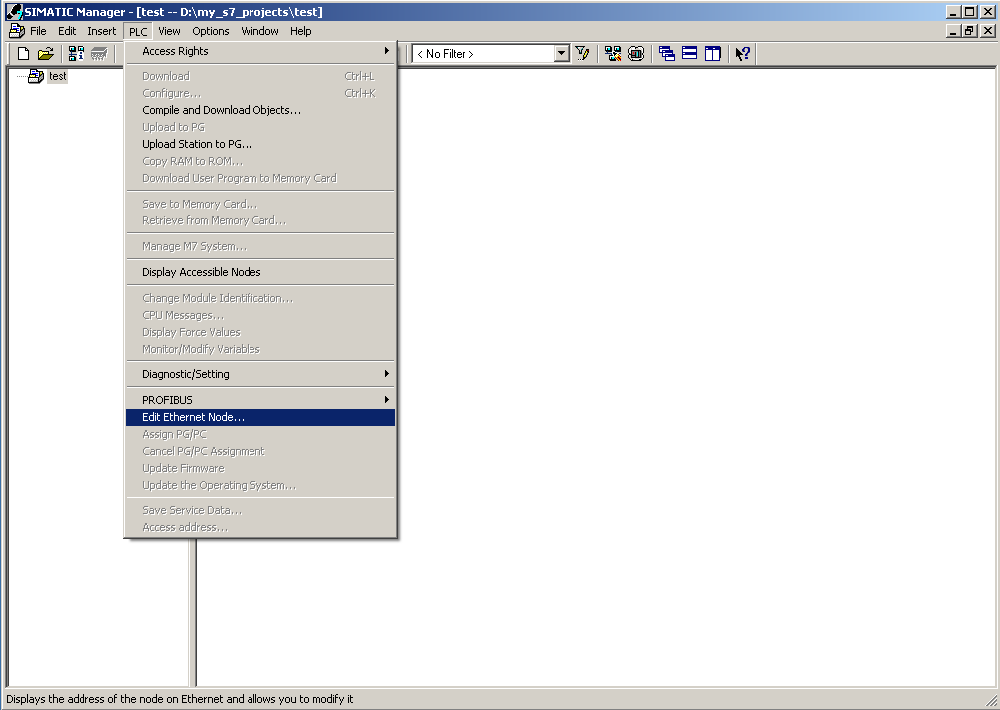 SIMATIC Manager - [test -- D:\my_s7_projects\test]
File Edit Insert PLC View Options Window Help
< No Filter >
test
Access Rights
Download Ctrl+L
Configure... Ctrl+K
Compile and Download Objects...
Upload to PG
Upload Station to PG...
Copy RAM to ROM...
Download User Program to Memory Card
Save to Memory Card...
Retrieve from Memory Card...
Manage M7 System...
Display Accessible Nodes
Change Module Identification...
CPU Messages...
Display Force Values
Monitor/Modify Variables
Diagnostic/Setting
PROFIBUS
Edit Ethernet Node...
Assign PG/PC
Cancel PG/PC Assignment
Update Firmware
Update the Operating System...
Save Service Data...
Access address...
Displays the address of the node on Ethernet and allows you to modify it